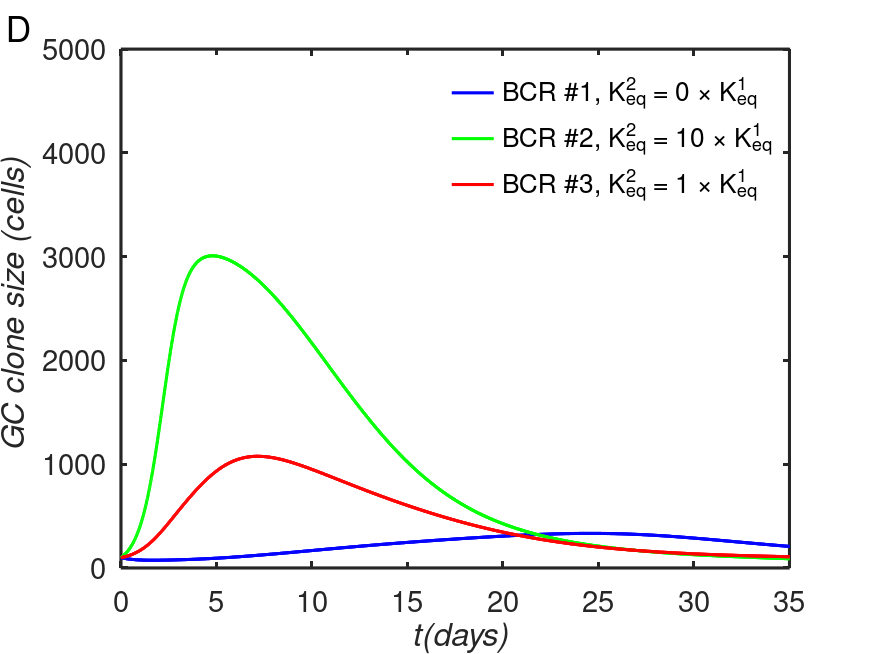 D
5000
4000
3000
2000
1000
0
GC clone size (cells)
BCR #1, K²eq = 0 × K¹eq
BCR #2, K²eq = 10 × K¹eq
BCR #3, K²eq = 1 × K¹eq
0 5 10 15 20 25 30 35
t(days)